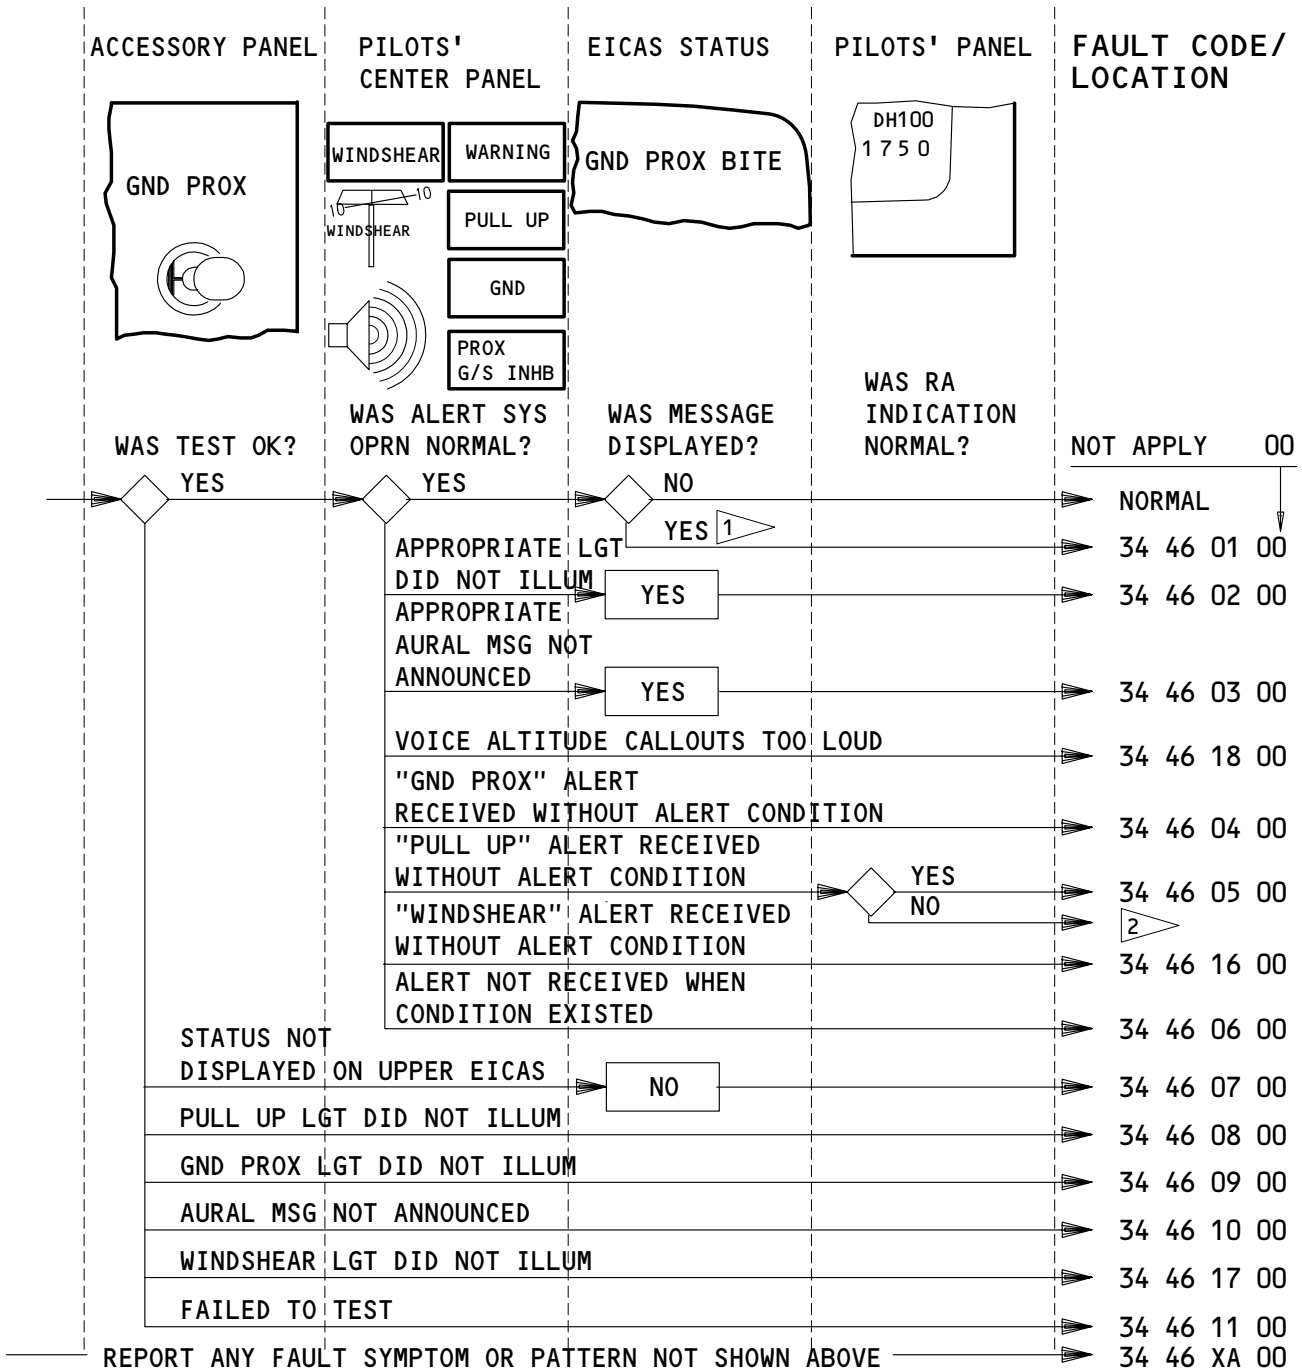 ACCESSORY PANEL
PILOTS'
CENTER PANEL
EICAS STATUS
PILOTS' PANEL
FAULT CODE/
LOCATION
GND PROX
WINDSHEAR
WARNING
10
10
WINDSHEAR
PULL UP
GND
PROX
G/S INHB
GND PROX BITE
DH100
1750
WAS TEST OK?
WAS ALERT SYS
OPRN NORMAL?
WAS MESSAGE
DISPLAYED?
WAS RA
INDICATION
NORMAL?
NOT APPLY 00
YES
YES
NO
NORMAL
YES 1
34 46 01 00
APPROPRIATE LGT
DID NOT ILLUM
YES
34 46 02 00
APPROPRIATE
AURAL MSG NOT
ANNOUNCED
YES
34 46 03 00
VOICE ALTITUDE CALLOUTS TOO LOUD
34 46 18 00
"GND PROX" ALERT
RECEIVED WITHOUT ALERT CONDITION
34 46 04 00
"PULL UP" ALERT RECEIVED
WITHOUT ALERT CONDITION
YES
34 46 05 00
NO
2
"WINDSHEAR" ALERT RECEIVED
WITHOUT ALERT CONDITION
34 46 16 00
ALERT NOT RECEIVED WHEN
CONDITION EXISTED
34 46 06 00
STATUS NOT
DISPLAYED ON UPPER EICAS
NO
34 46 07 00
PULL UP LGT DID NOT ILLUM
34 46 08 00
GND PROX LGT DID NOT ILLUM
34 46 09 00
AURAL MSG NOT ANNOUNCED
34 46 10 00
WINDSHEAR LGT DID NOT ILLUM
34 46 17 00
FAILED TO TEST
34 46 11 00
REPORT ANY FAULT SYMPTOM OR PATTERN NOT SHOWN ABOVE
34 46 XA 00